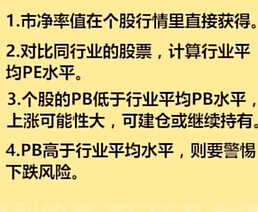 1.市净率值在个股行情里直接获得。
2.对比同行业的股票，计算行业平
均PE水平。
3.个股的PB低于行业平均PB水平，
上涨可能性大，可建仓或继续持有。
4.PB高于行业平均水平，则要警惕
下跌风险。